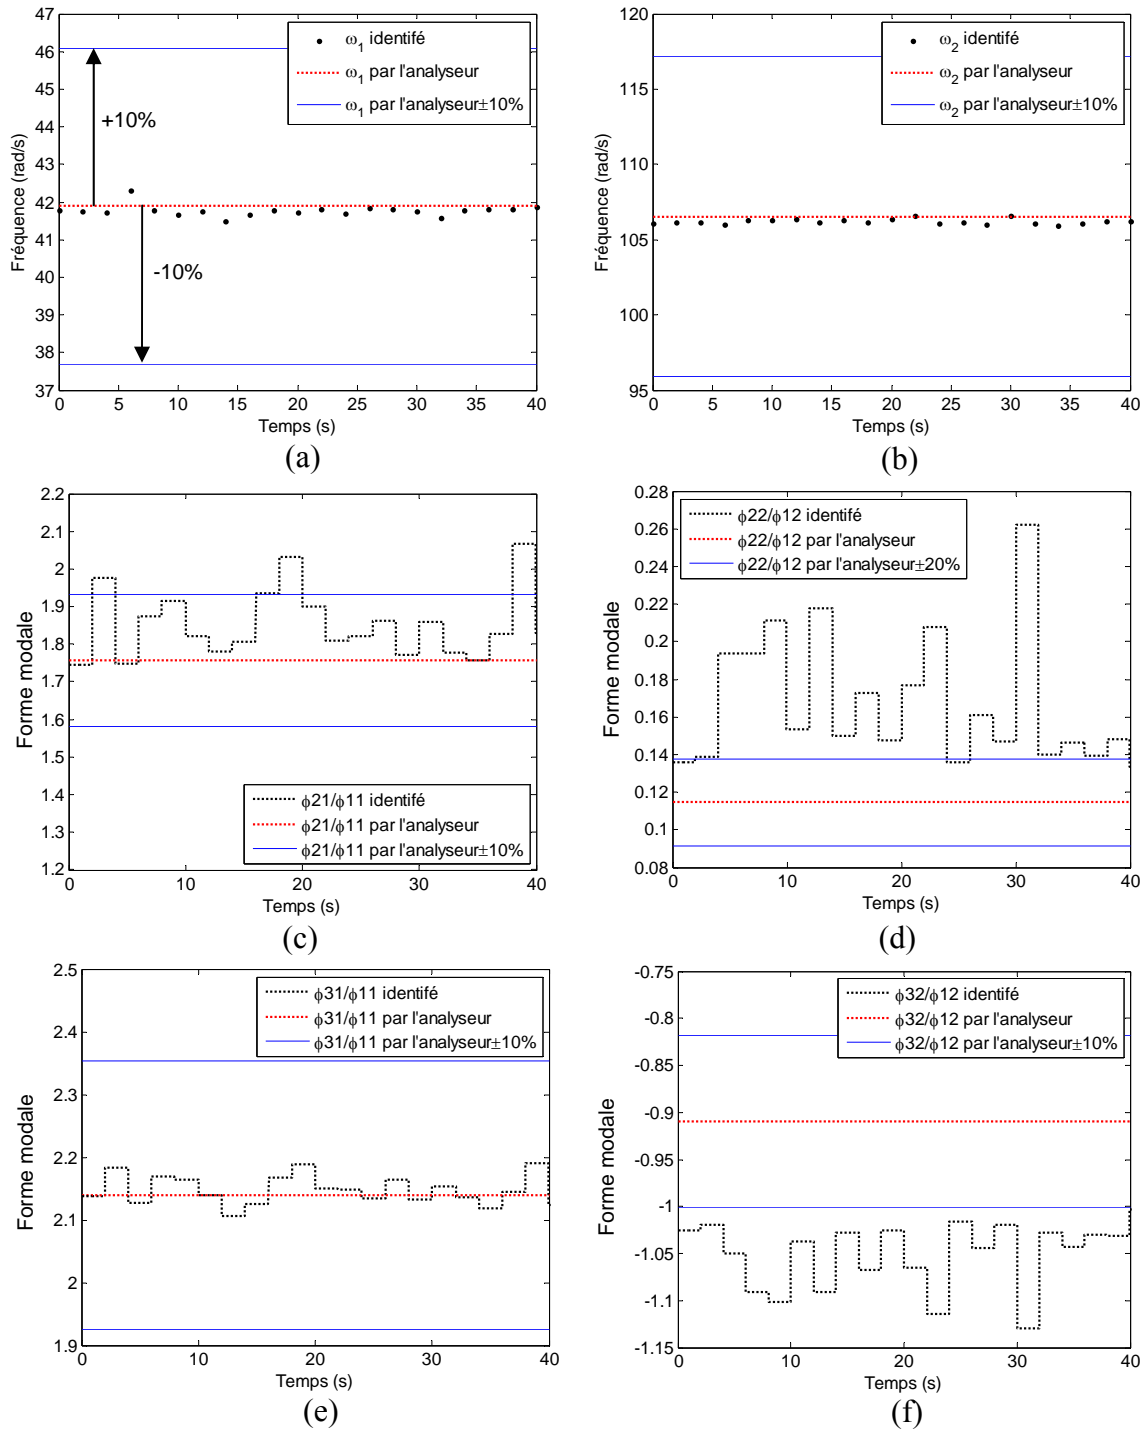 47
46
45
44
43
42
41
40
39
38
37
Fréquence (rad/s)
ω1 identifé
ω1 par l'analyseur
ω1 par l'analyseur±10%
+10%
-10%
0 5 10 15 20 25 30 35 40
Temps (s)
(a)
120
115
110
105
100
95
Fréquence (rad/s)
ω2 identifé
ω2 par l'analyseur
ω2 par l'analyseur±10%
0 5 10 15 20 25 30 35 40
Temps (s)
(b)
2.2
2.1
2
1.9
1.8
1.7
1.6
1.5
1.4
1.3
1.2
Forme modale
ϕ21/ϕ11 identifé
ϕ21/ϕ11 par l'analyseur
ϕ21/ϕ11 par l'analyseur±10%
0 10 20 30 40
Temps (s)
(c)
0.28
0.26
0.24
0.22
0.2
0.18
0.16
0.14
0.12
0.1
0.08
Forme modale
ϕ22/ϕ12 identifé
ϕ22/ϕ12 par l'analyseur
ϕ22/ϕ12 par l'analyseur±20%
0 10 20 30 40
Temps (s)
(d)
2.5
2.4
2.3
2.2
2.1
2
1.9
Forme modale
ϕ31/ϕ11 identifé
ϕ31/ϕ11 par l'analyseur
ϕ31/ϕ11 par l'analyseur±10%
0 10 20 30 40
Temps (s)
(e)
-0.75
-0.8
-0.85
-0.9
-0.95
-1
-1.05
-1.1
-1.15
Forme modale
ϕ32/ϕ12 identifé
ϕ32/ϕ12 par l'analyseur
ϕ32/ϕ12 par l'analyseur±10%
0 10 20 30 40
Temps (s)
(f)